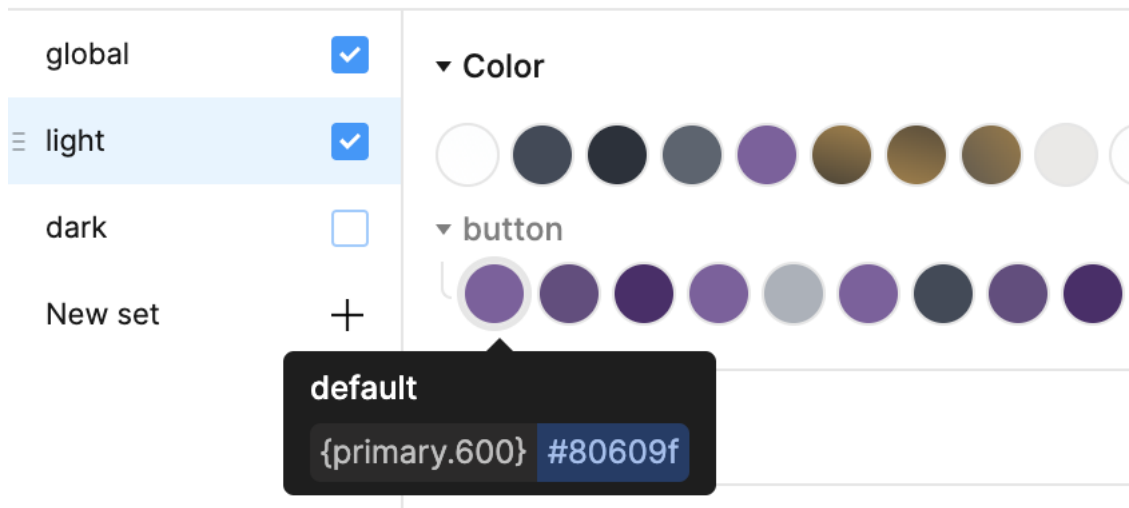 global
light
dark
New set
Color
button
default
{primary.600} #80609f